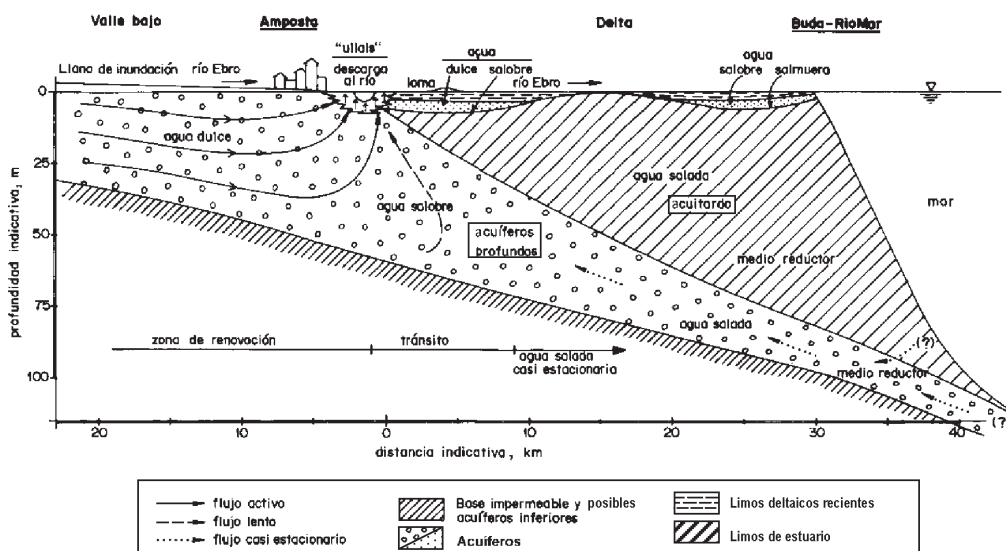 Valle bajo
Amposta
Delta
Buda-RioMar
"ullals"
descarga
al río
Llano de inundación río Ebro
agua
dulce salobre
loma
río Ebro
agua
salobre salmuera
0
25
50
75
100
profundidad indicativa, m
agua dulce
agua salobre
acuíferos
profundos
agua salada
acuitardo
medio reductor
mar
agua salada
medio reductor
(?)
(?)
zona de renovación
tránsito
agua salada
casi estacionaria
20
10
0
10
20
30
40
distancia indicativa, km
flujo activo
flujo lento
flujo casi estacionario
Base impermeable y posibles
acuíferos inferiores
Acuíferos
Limos deltaicos recientes
Limos de estuario